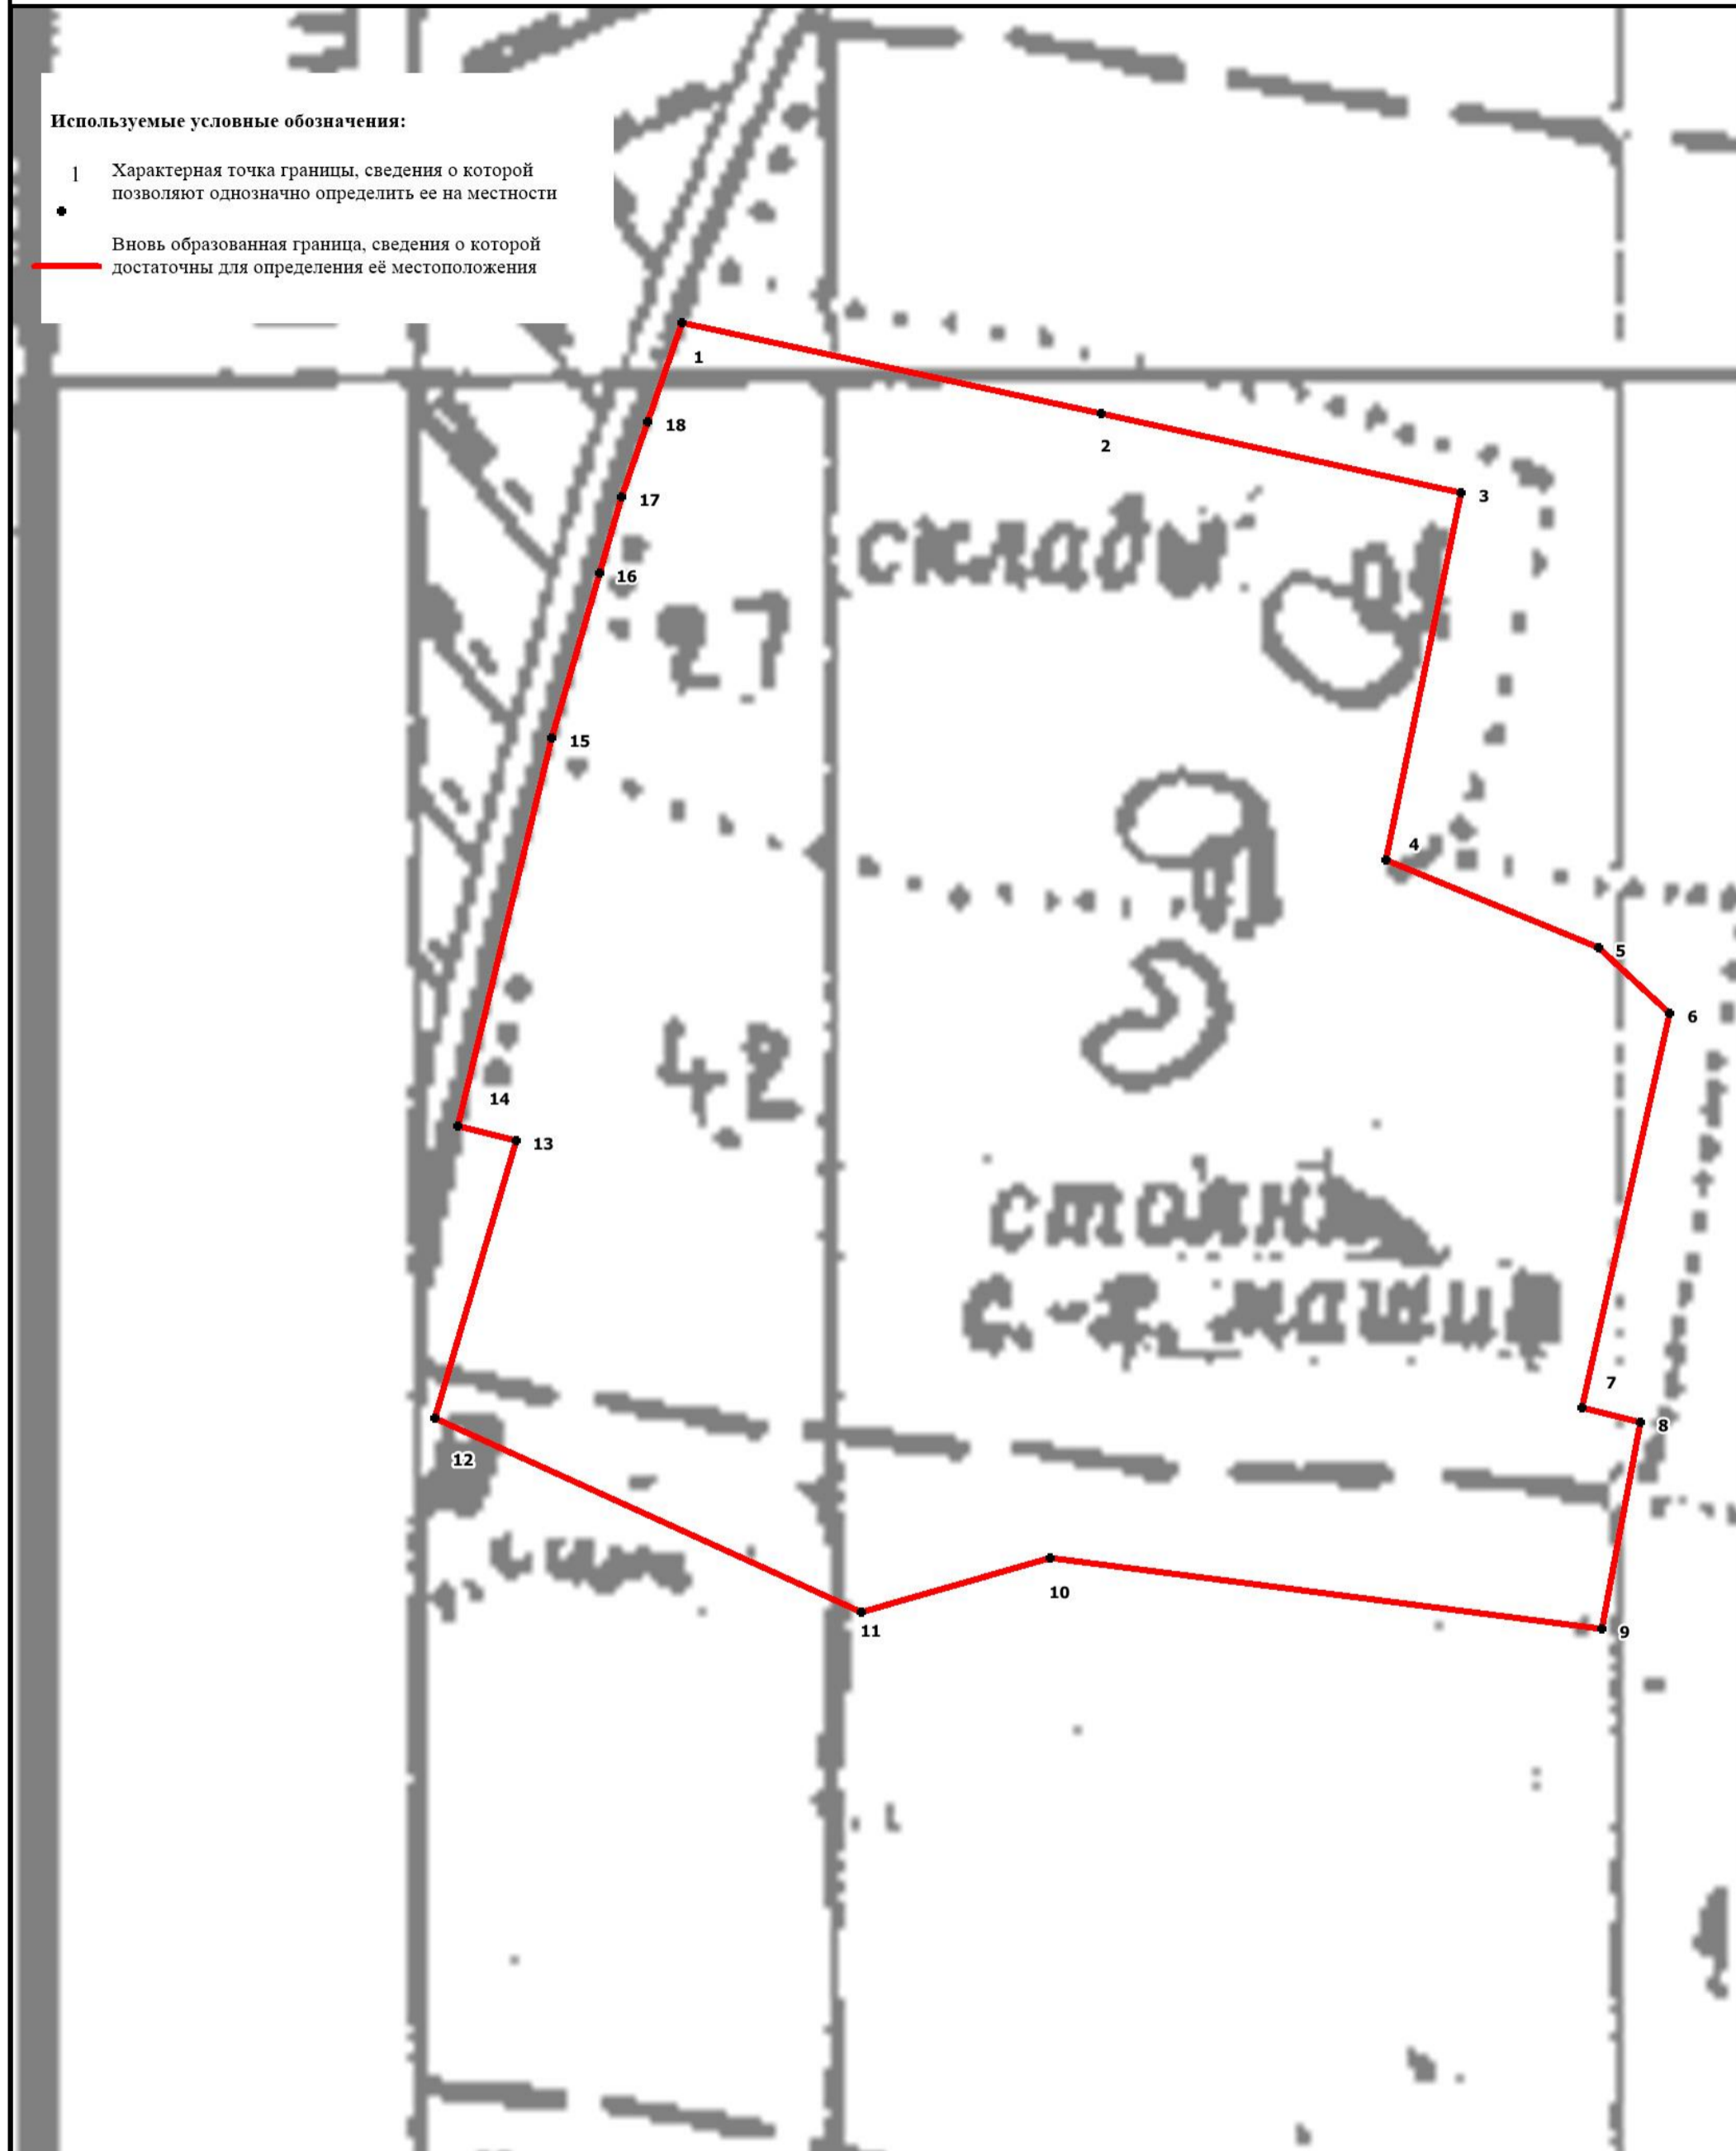 Используемые условные обозначения:
1 Характерная точка границы, сведения о которой
позволяют однозначно определить ее на местности
Вновь образованная граница, сведения о которой
достаточны для определения её местоположения
1
18
2
17
3
склады
16
27
15
4
5
6
42
14
13
стоянка
с-х машин
7
8
12
10
11
9